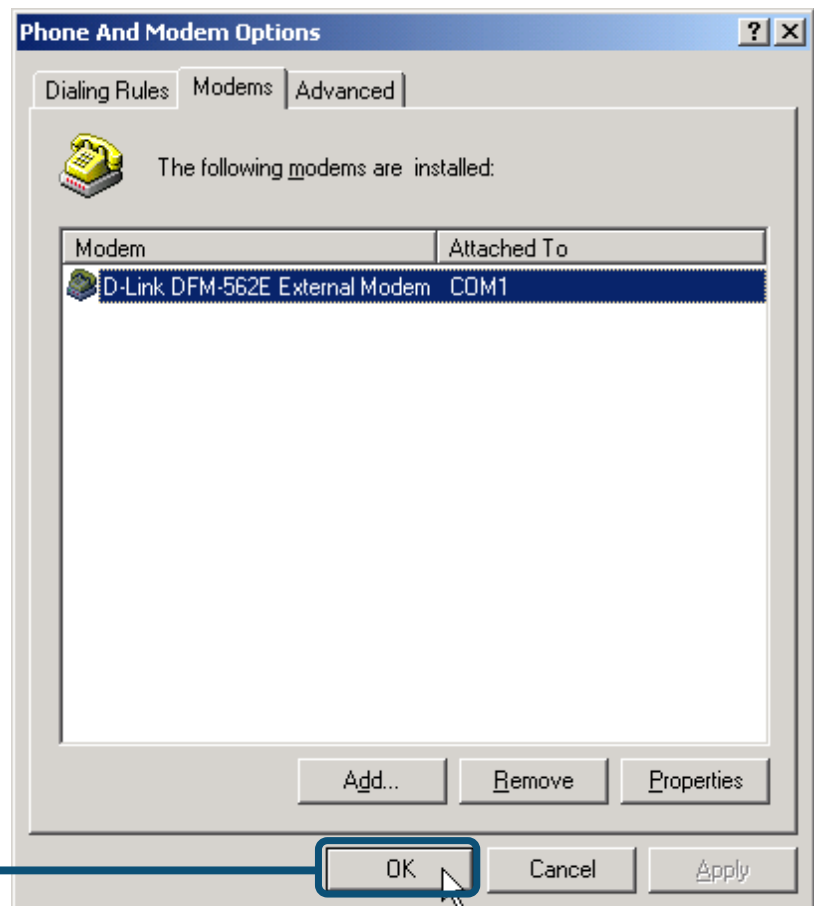 Phone And Modem Options
Dialing Rules Modems Advanced
The following modems are installed:
Modem Attached To
D-Link DFM-562E External Modem COM1
Add... Remove Properties
OK Cancel Apply